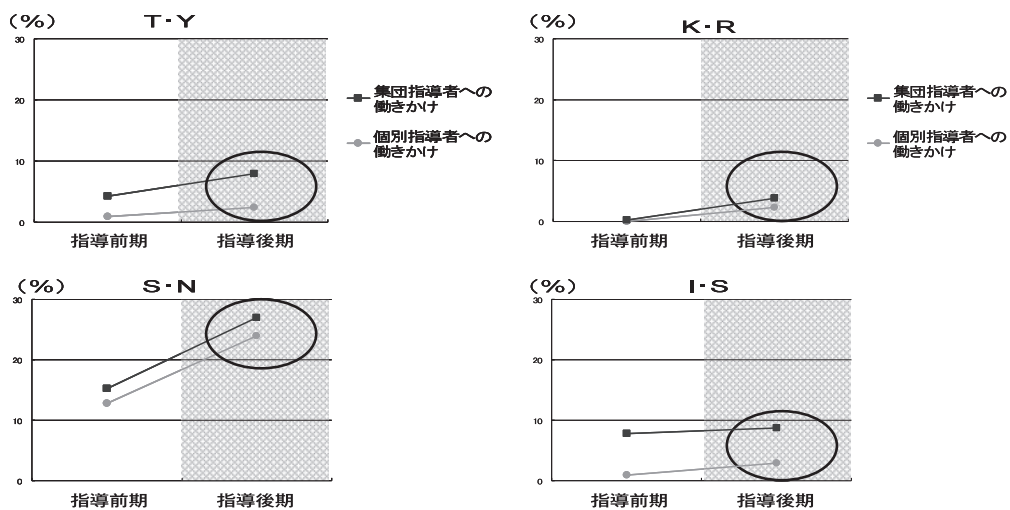 (%)
T・Y
30
20
10
0
指導前期
指導後期
集団指導者への
働きかけ
個別指導者への
働きかけ
(%)
K・R
30
20
10
0
指導前期
指導後期
集団指導者への
働きかけ
個別指導者への
働きかけ
(%)
S・N
30
20
10
0
指導前期
指導後期
(%)
I・S
30
20
10
0
指導前期
指導後期